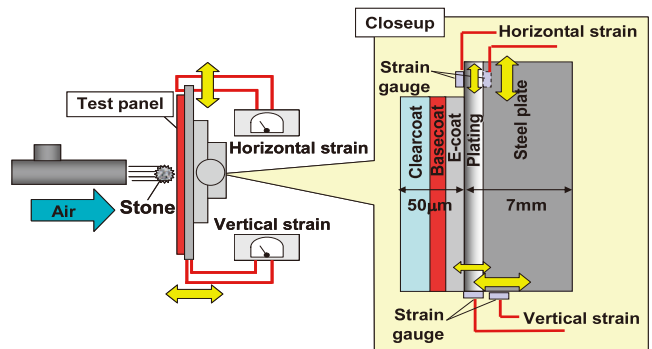 Closeup
Horizontal strain
Strain
gauge
Test panel
Horizontal strain
Clearcoat
Basecoat
E-coat
Plating
Steel plate
Air
Stone
50μm
7mm
Vertical strain
Strain
gauge
Vertical strain